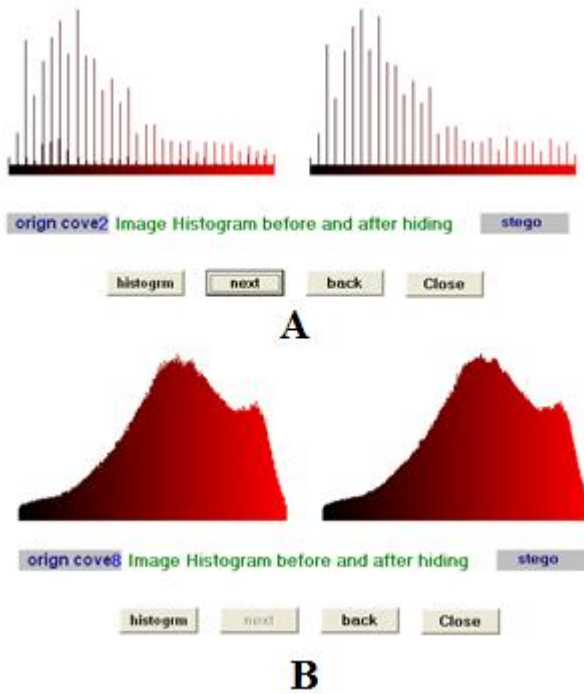 orign cove2 Image Histogram before and after hiding stego
histogrm next back Close
A
orign cove8 Image Histogram before and after hiding stego
histogrm next back Close
B